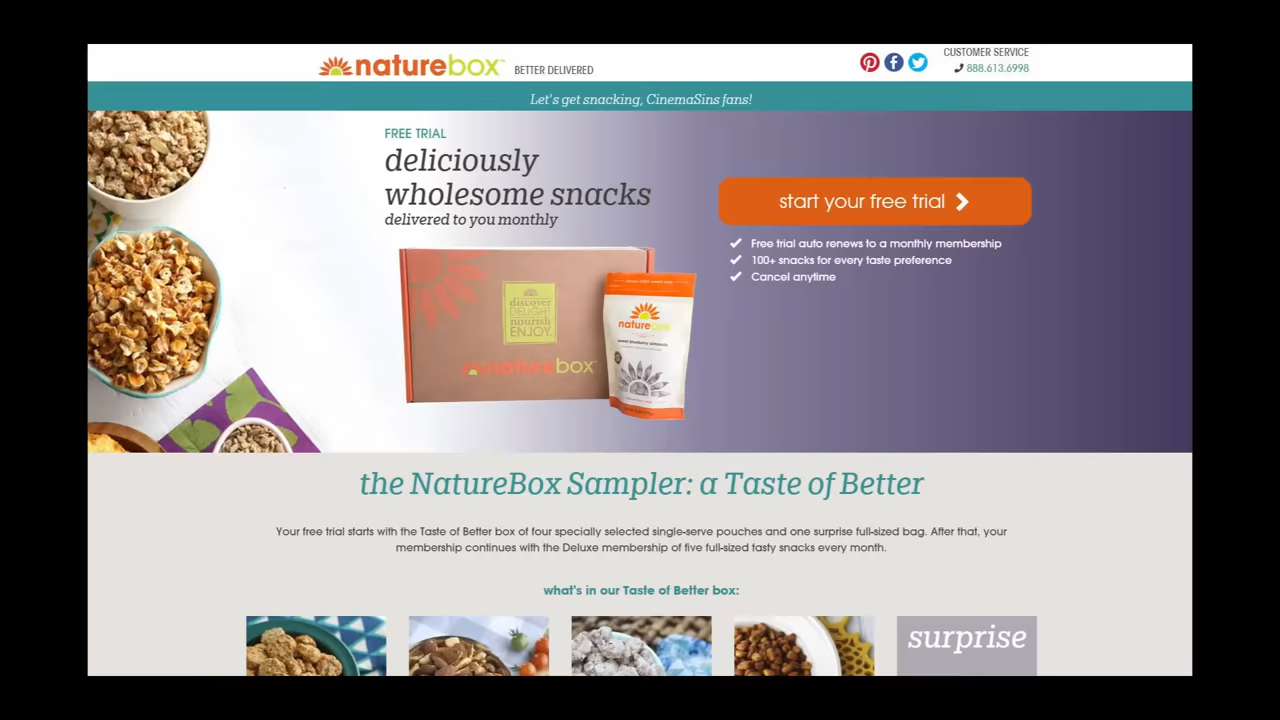 naturebox BETTER DELIVERED
CUSTOMER SERVICE
888.613.6998
Let's get snacking, CinemaSins fans!
FREE TRIAL
deliciously
wholesome snacks
delivered to you monthly
start your free trial
Free trial auto renews to a monthly membership
100+ snacks for every taste preference
Cancel anytime
discover
DELIGHT
nourish
ENJOY.
naturebox
naturebox
sweet blueberry almonds
the NatureBox Sampler: a Taste of Better
Your free trial starts with the Taste of Better box of four specially selected single-serve pouches and one surprise full-sized bag. After that, your
membership continues with the Deluxe membership of five full-sized tasty snacks every month.
what's in our Taste of Better box:
surprise